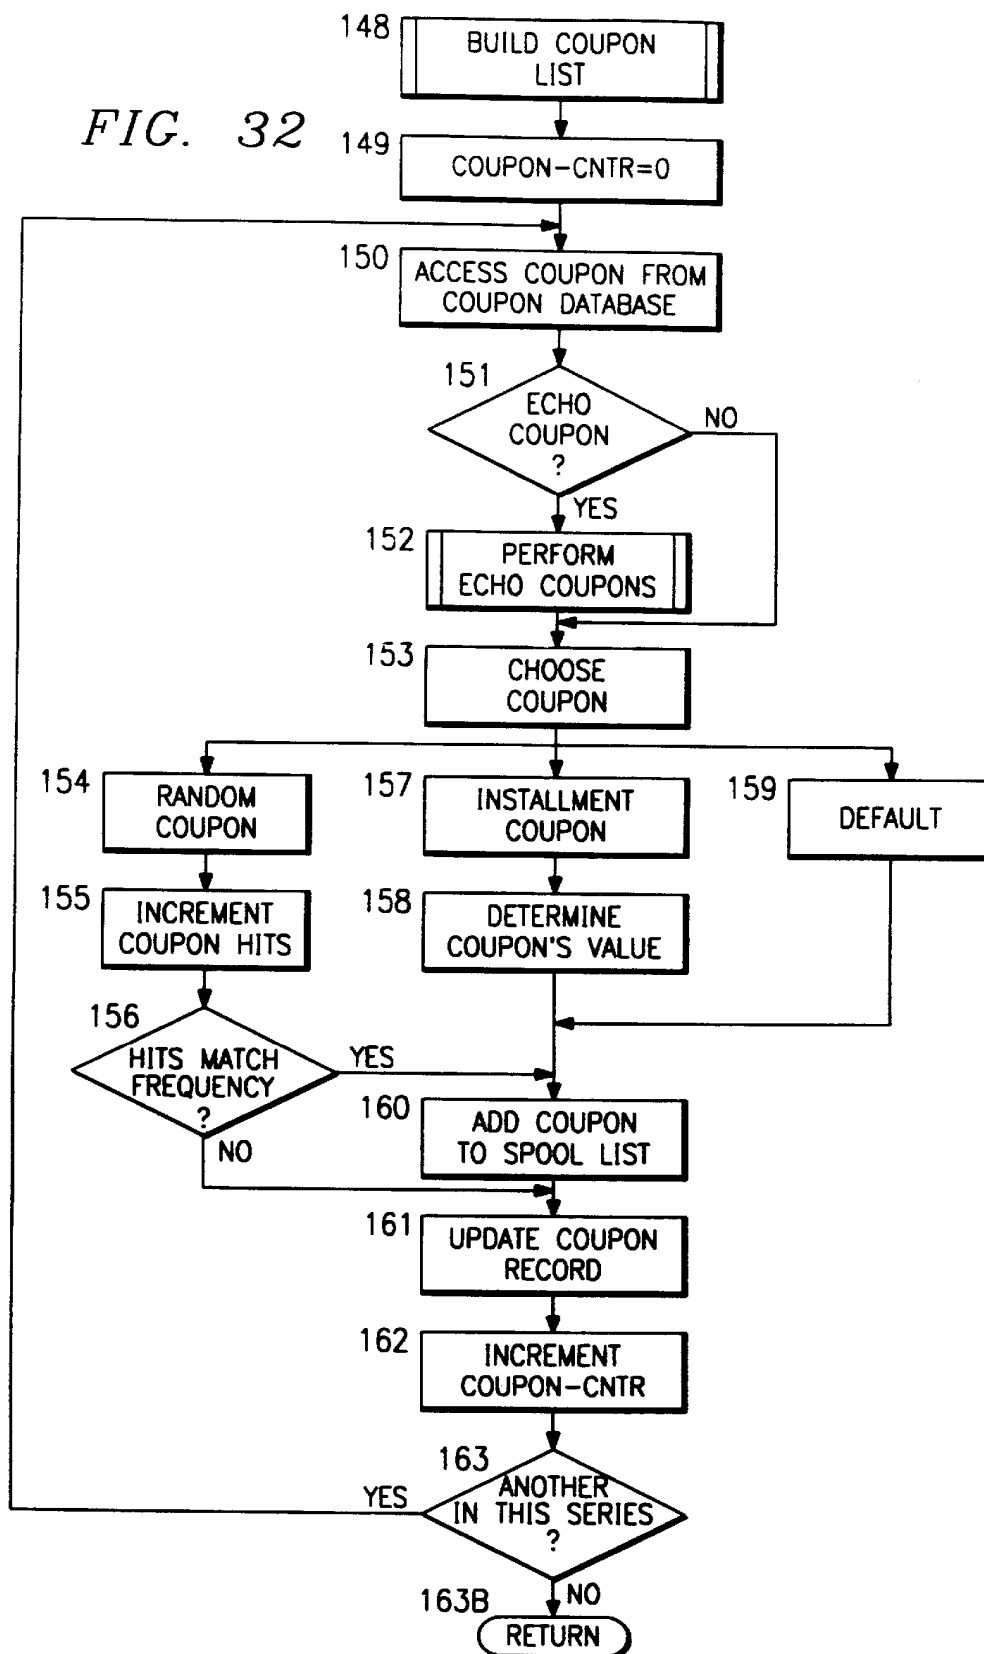 148
BUILD COUPON
LIST
FIG. 32
149
COUPON-CNTR=0
150
ACCESS COUPON FROM
COUPON DATABASE
151
ECHO
COUPON
?
NO
YES
152
PERFORM
ECHO COUPONS
153
CHOOSE
COUPON
154
RANDOM
COUPON
157
INSTALLMENT
COUPON
159
DEFAULT
155
INCREMENT
COUPON HITS
158
DETERMINE
COUPON'S VALUE
156
HITS MATCH
FREQUENCY
?
YES
NO
160
ADD COUPON
TO SPOOL LIST
161
UPDATE COUPON
RECORD
162
INCREMENT
COUPON-CNTR
163
ANOTHER
IN THIS SERIES
?
YES
NO
163B
RETURN